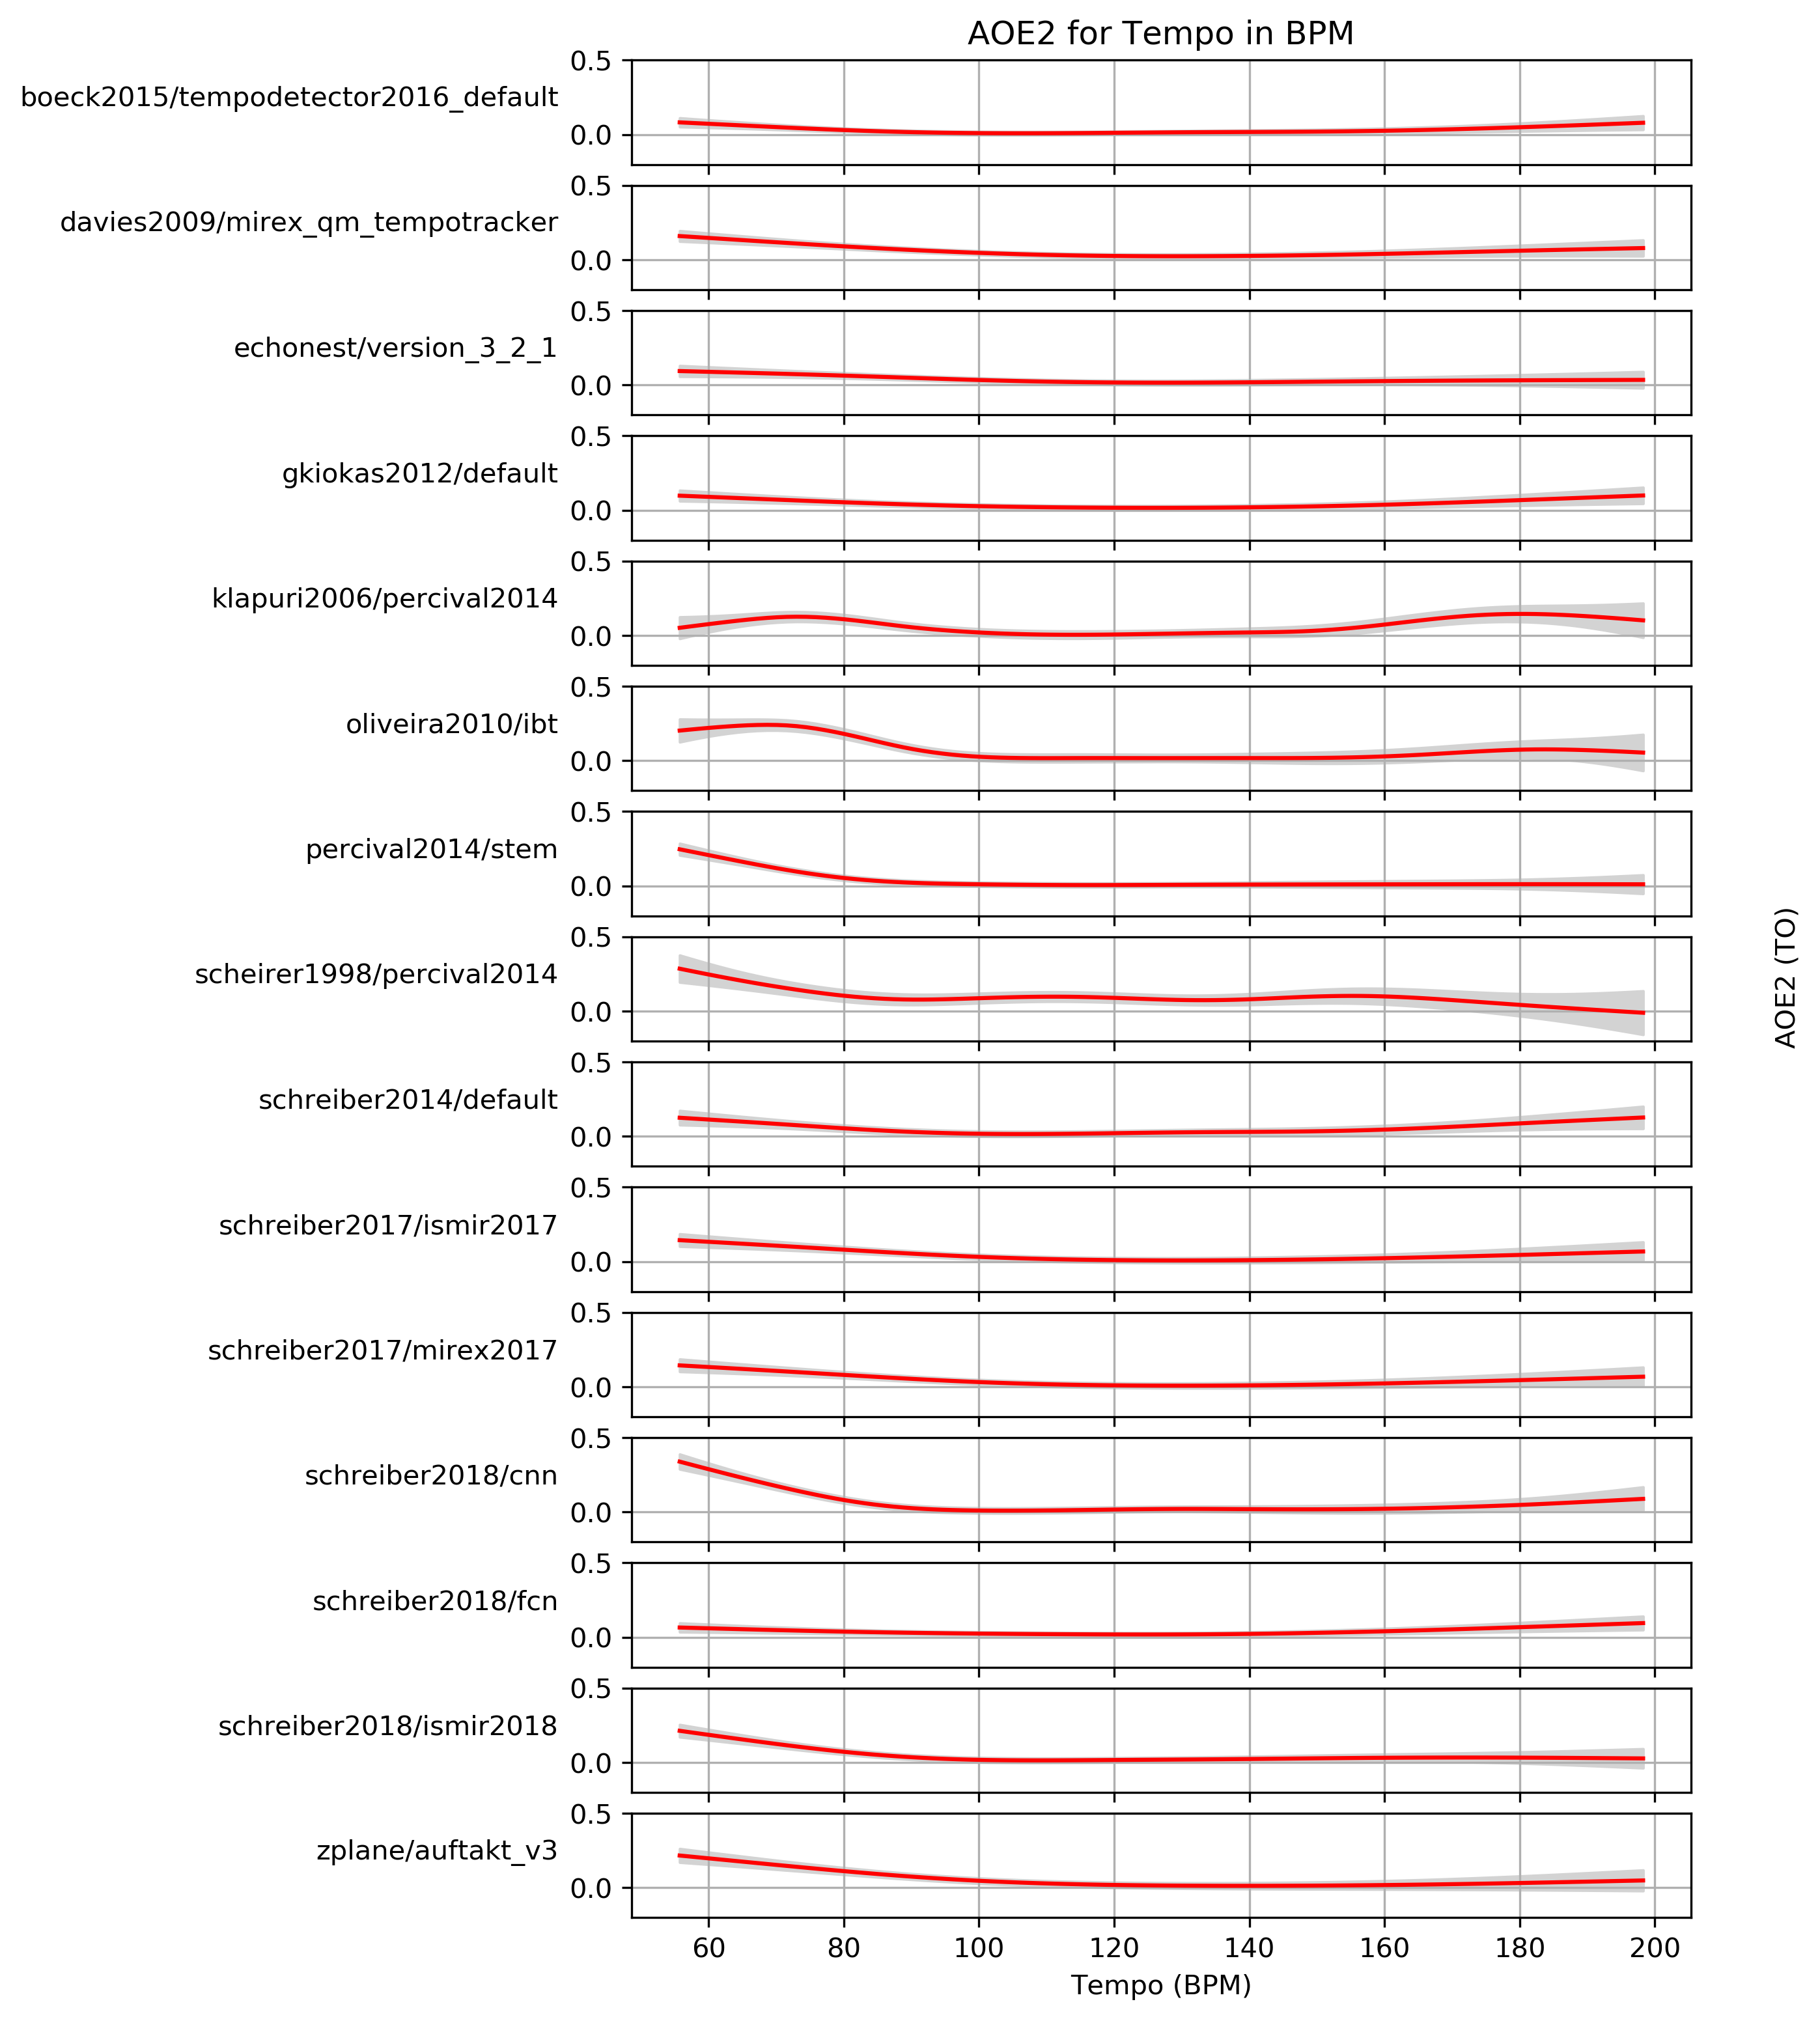 AOE2 for Tempo in BPM
0.5
boeck2015/tempodetector2016_default
0.0
0.5
davies2009/mirex_qm_tempotracker
0.0
0.5
echonest/version_3_2_1
0.0
0.5
gkiokas2012/default
0.0
0.5
klapuri2006/percival2014
0.0
0.5
oliveira2010/ibt
0.0
0.5
percival2014/stem
0.0
0.5
scheirer1998/percival2014
0.0
AOE2 (TO)
0.5
schreiber2014/default
0.0
0.5
schreiber2017/ismir2017
0.0
0.5
schreiber2017/mirex2017
0.0
0.5
schreiber2018/cnn
0.0
0.5
schreiber2018/fcn
0.0
0.5
schreiber2018/ismir2018
0.0
0.5
zplane/auftakt_v3
0.0
60 80 100 120 140 160 180 200
Tempo (BPM)